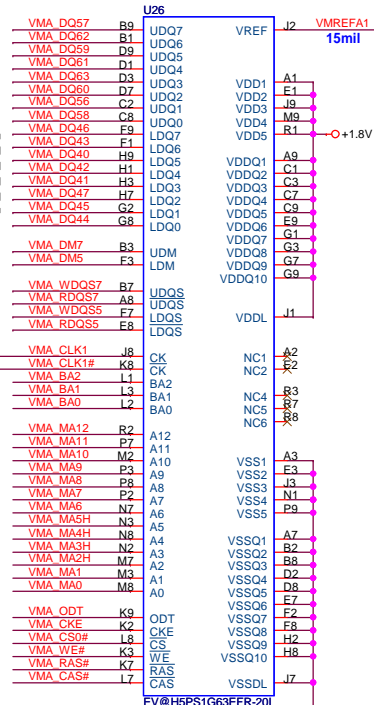 U26
VMA_DQ57 B9 UDQ7 VREF J2 VMREFA1
VMA_DQ62 B1 UDQ6 15mil
VMA_DQ59 D9 UDQ5
VMA_DQ61 D1 UDQ4
VMA_DQ63 D3 UDQ3 VDD1 A1
VMA_DQ60 D7 UDQ2 VDD2 E1
VMA_DQ56 C2 UDQ1 VDD3 J9
VMA_DQ58 C8 UDQ0 VDD4 M9
VMA_DQ46 F9 LDQ7 VDD5 R1 +1.8V
VMA_DQ43 F1 LDQ6
VMA_DQ40 H9 LDQ5 VDDQ1 A9
VMA_DQ42 H1 LDQ4 VDDQ2 C1
VMA_DQ41 H3 LDQ3 VDDQ3 C3
VMA_DQ47 H7 LDQ2 VDDQ4 C7
VMA_DQ45 G2 LDQ1 VDDQ5 C9
VMA_DQ44 G8 LDQ0 VDDQ6 E9
VDDQ7 G1
VDDQ8 G3
VMA_DM7 B3 UDM VDDQ9 G7
VMA_DM5 F3 LDM VDDQ10 G9
VMA_WDQS7 B7 UDQS
VMA_RDQS7 A8 UDQS
VMA_WDQS5 F7 LDQS VDDL J1
VMA_RDQS5 E8 LDQS
VMA_CLK1 J8 CK NC1 A2
VMA_CLK1# K8 CK NC2 E2
VMA_BA2 L1 BA2
VMA_BA1 L3 BA1 NC4 R3
VMA_BA0 L2 BA0 NC5 R7
NC6 R8
VMA_MA12 R2 A12
VMA_MA11 P7 A11
VMA_MA10 M2 A10 VSS1 A3
VMA_MA9 P3 A9 VSS2 E3
VMA_MA8 P8 A8 VSS3 J3
VMA_MA7 P2 A7 VSS4 N1
VMA_MA6 N7 A6 VSS5 P9
VMA_MA5H N3 A5
VMA_MA4H N8 A4 VSSQ1 A7
VMA_MA3H N2 A3 VSSQ2 B2
VMA_MA2H M7 A2 VSSQ3 B8
VMA_MA1 M3 A1 VSSQ4 D2
VMA_MA0 M8 A0 VSSQ5 D8
VSSQ6 E7
VMA_ODT K9 ODT VSSQ7 F2
VMA_CKE K2 CKE VSSQ8 F8
VMA_CS0# L8 CS VSSQ9 H2
VMA_WE# K3 WE VSSQ10 H8
VMA_RAS# K7 RAS
VMA_CAS# L7 CAS VSSDL J7
EV@H5PS1G63EFR-20L